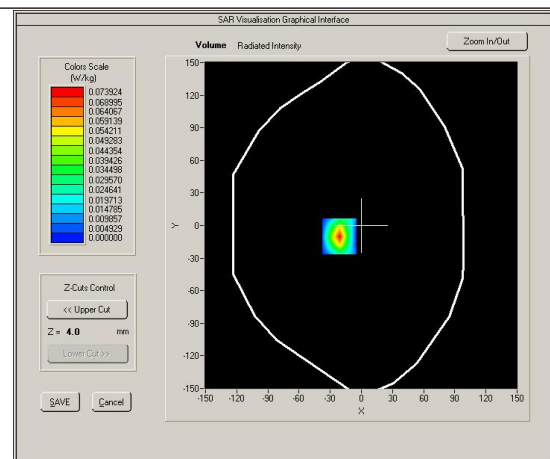 SAR Visualisation Graphical Interface
Volume Radiated Intensity
Zoom In/Out
Colors Scale
(W/kg)
0.073924
0.068995
0.064067
0.059139
0.054211
0.049283
0.044354
0.039426
0.034498
0.029570
0.024641
0.019713
0.014785
0.009857
0.004929
0.000000
Z-Cuts Control
<< Upper Cut
Z = 4.0 mm
Lower Cut >>
SAVE Cancel
150-
120-
90-
60-
30-
0-
-30-
-60-
-90-
-120-
-150-
Y
-150 -120 -90 -60 -30 0 30 60 90 120 150
X